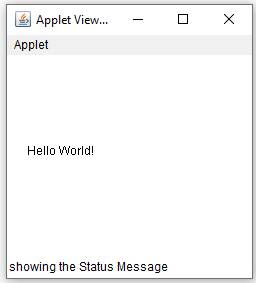 Applet View...
Applet
Hello World!
showing the Status Message